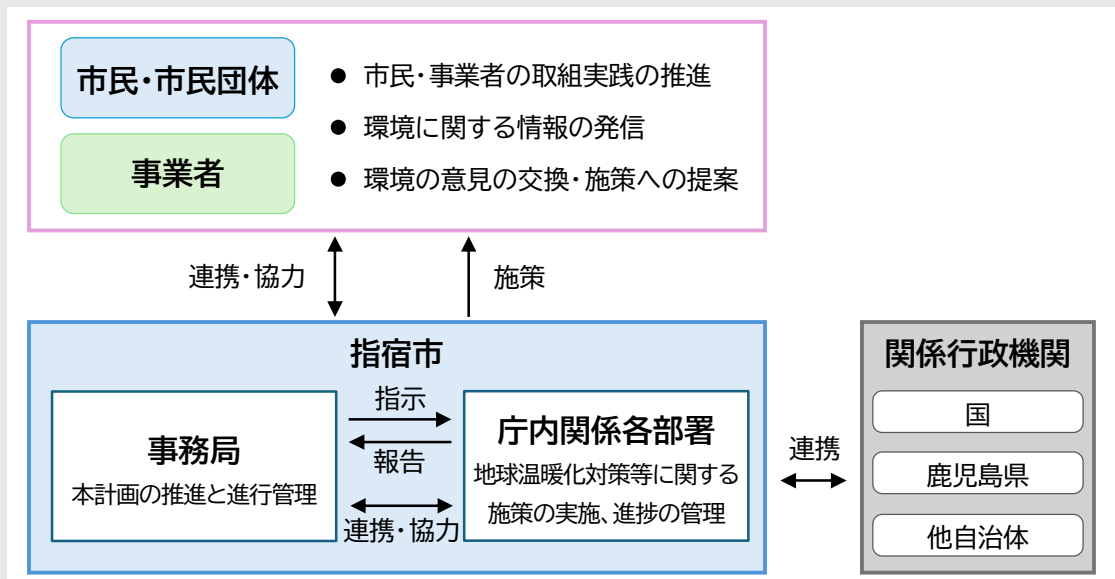 市民・市民団体
事業者
● 市民・事業者の取組実践の推進
● 環境に関する情報の発信
● 環境の意見の交換・施策への提案
連携・協力
施策
指宿市
事務局
本計画の推進と進行管理
指示
報告
連携・協力
庁内関係各部署
地球温暖化対策等に関する
施策の実施、進捗の管理
連携
関係行政機関
国
鹿児島県
他自治体